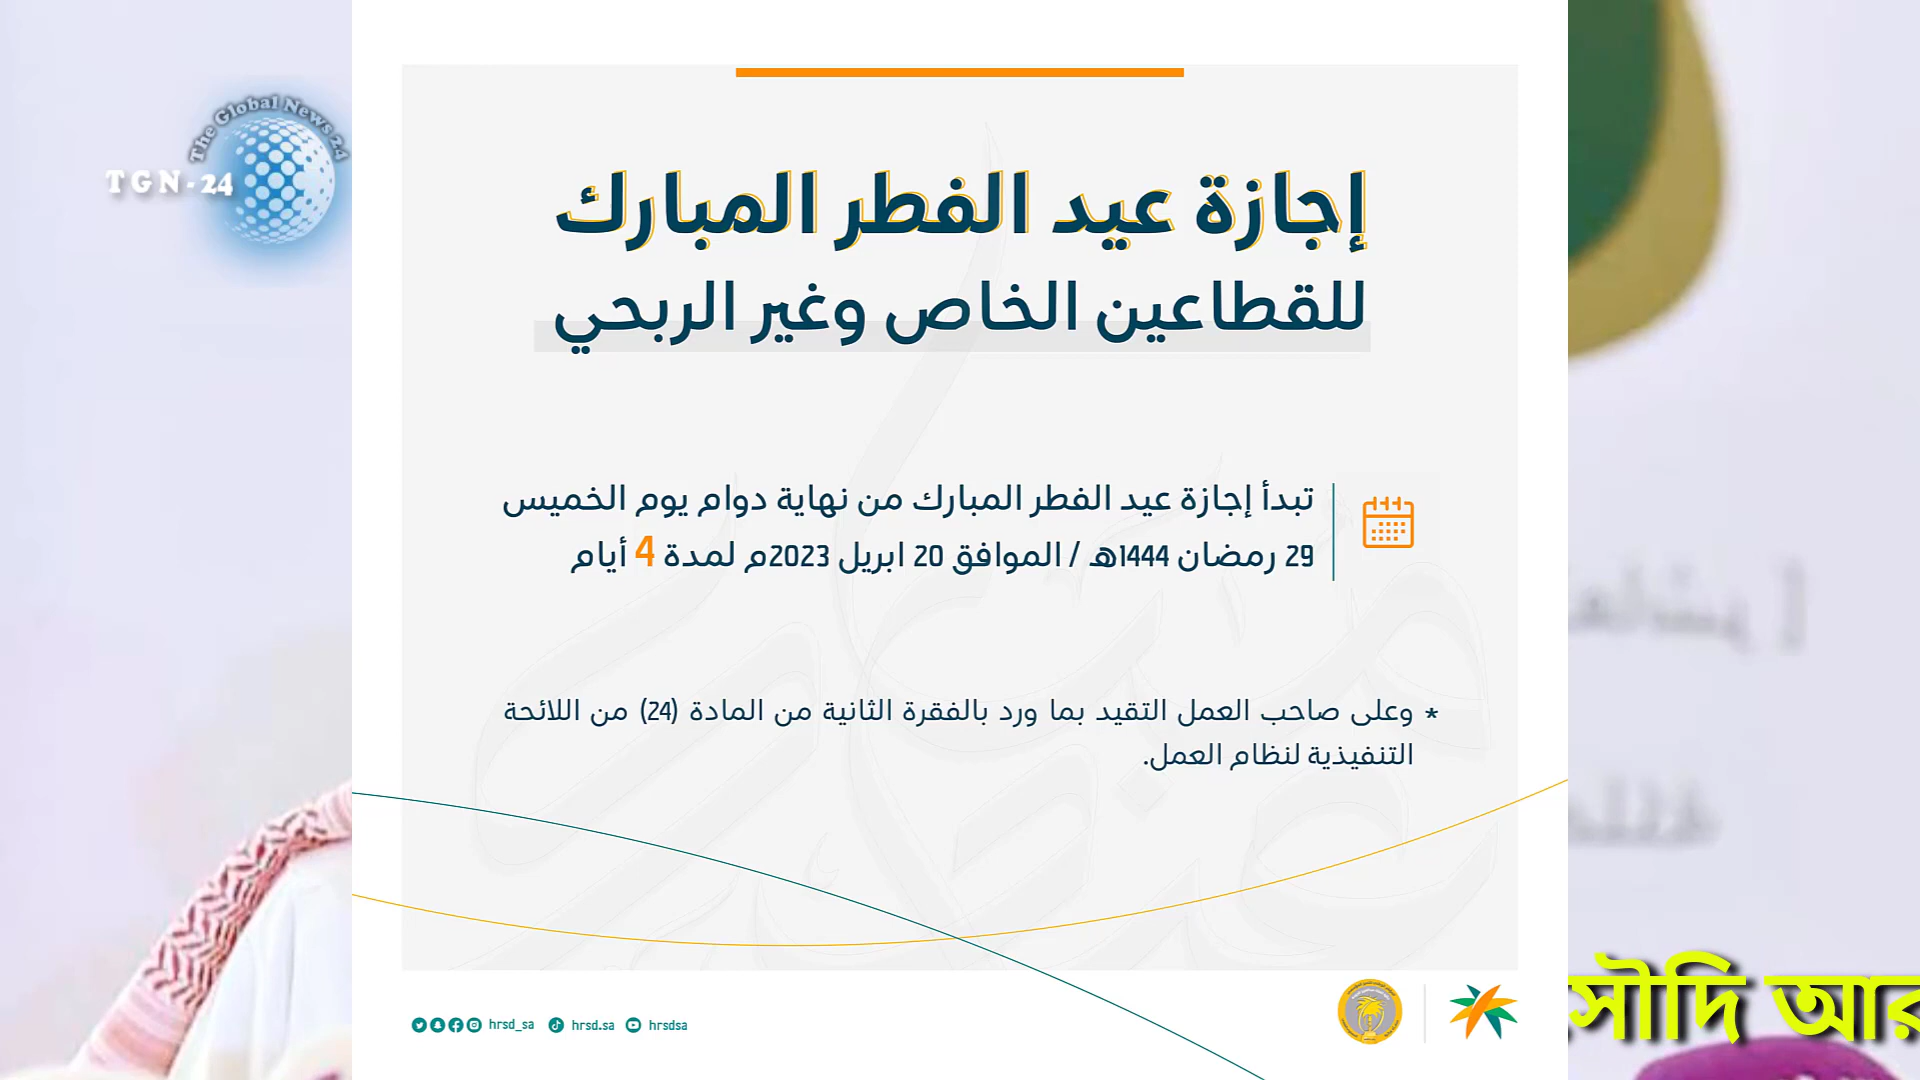 The Global News 24
TGN-24
إجازة عيد الفطر المبارك
للقطاعين الخاص وغير الربحي
تبدأ إجازة عيد الفطر المبارك من نهاية دوام يوم الخميس
29 رمضان 1444هـ / الموافق 20 ابريل 2023م لمدة 4 أيام
* وعلى صاحب العمل التقيد بما ورد بالفقرة الثانية من المادة (24) من اللائحة
التنفيذية لنظام العمل.
hrsd_sa hrsd.sa hrsdsa
সৌদি আর